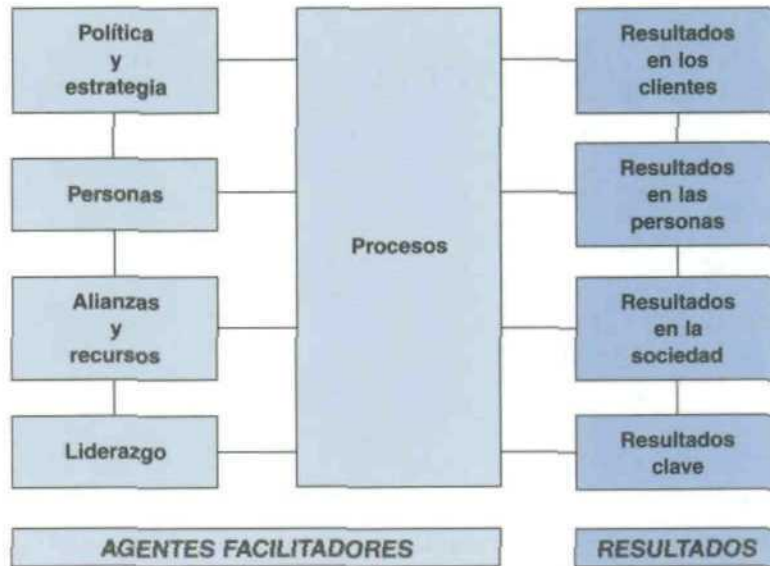 Política
y
estrategia
Personas
Alianzas
y
recursos
Liderazgo
Procesos
Resultados
en los
clientes
Resultados
en las
personas
Resultados
en la
sociedad
Resultados
clave
AGENTES FACILITADORES
RESULTADOS